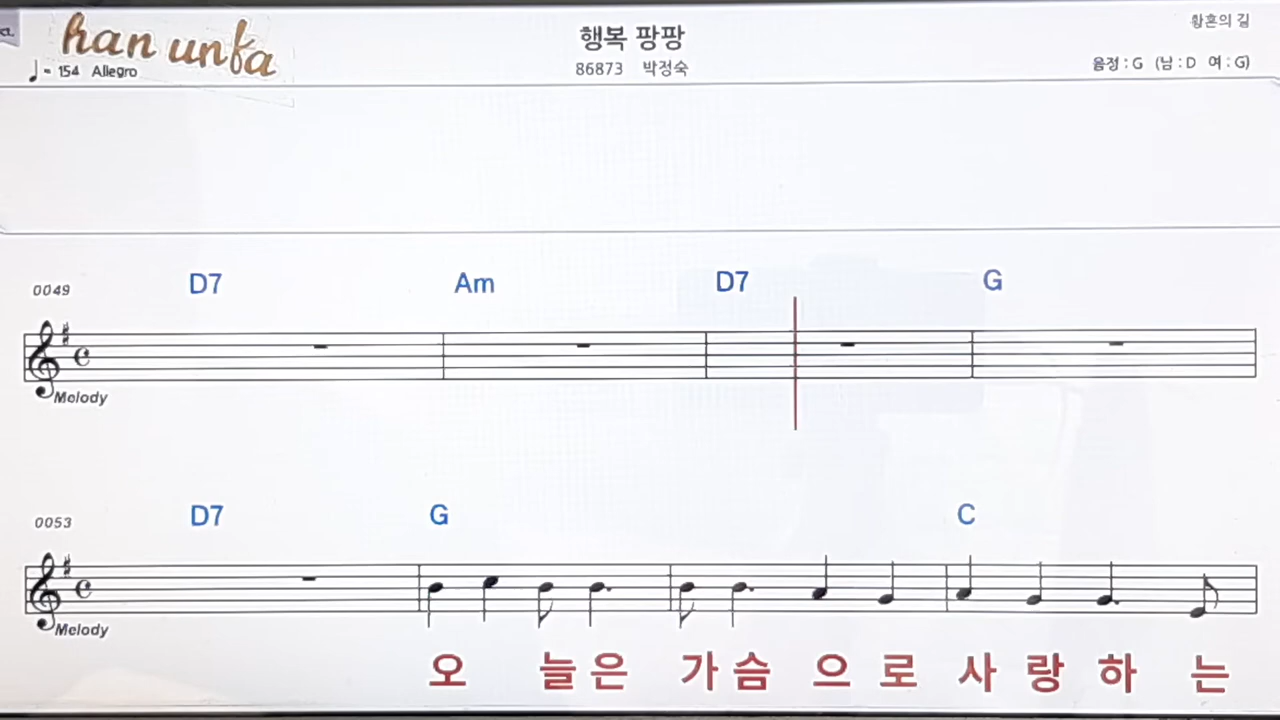 han unfa
♩= 154 Allegro
행복 팡팡
86873 박정숙
황혼의 길
음정 : G (남 : D 여 : G)
D7 Am D7 G
0049
Melody
D7 G C
0053
Melody
오 늘은 가슴 으 로 사 랑 하 는